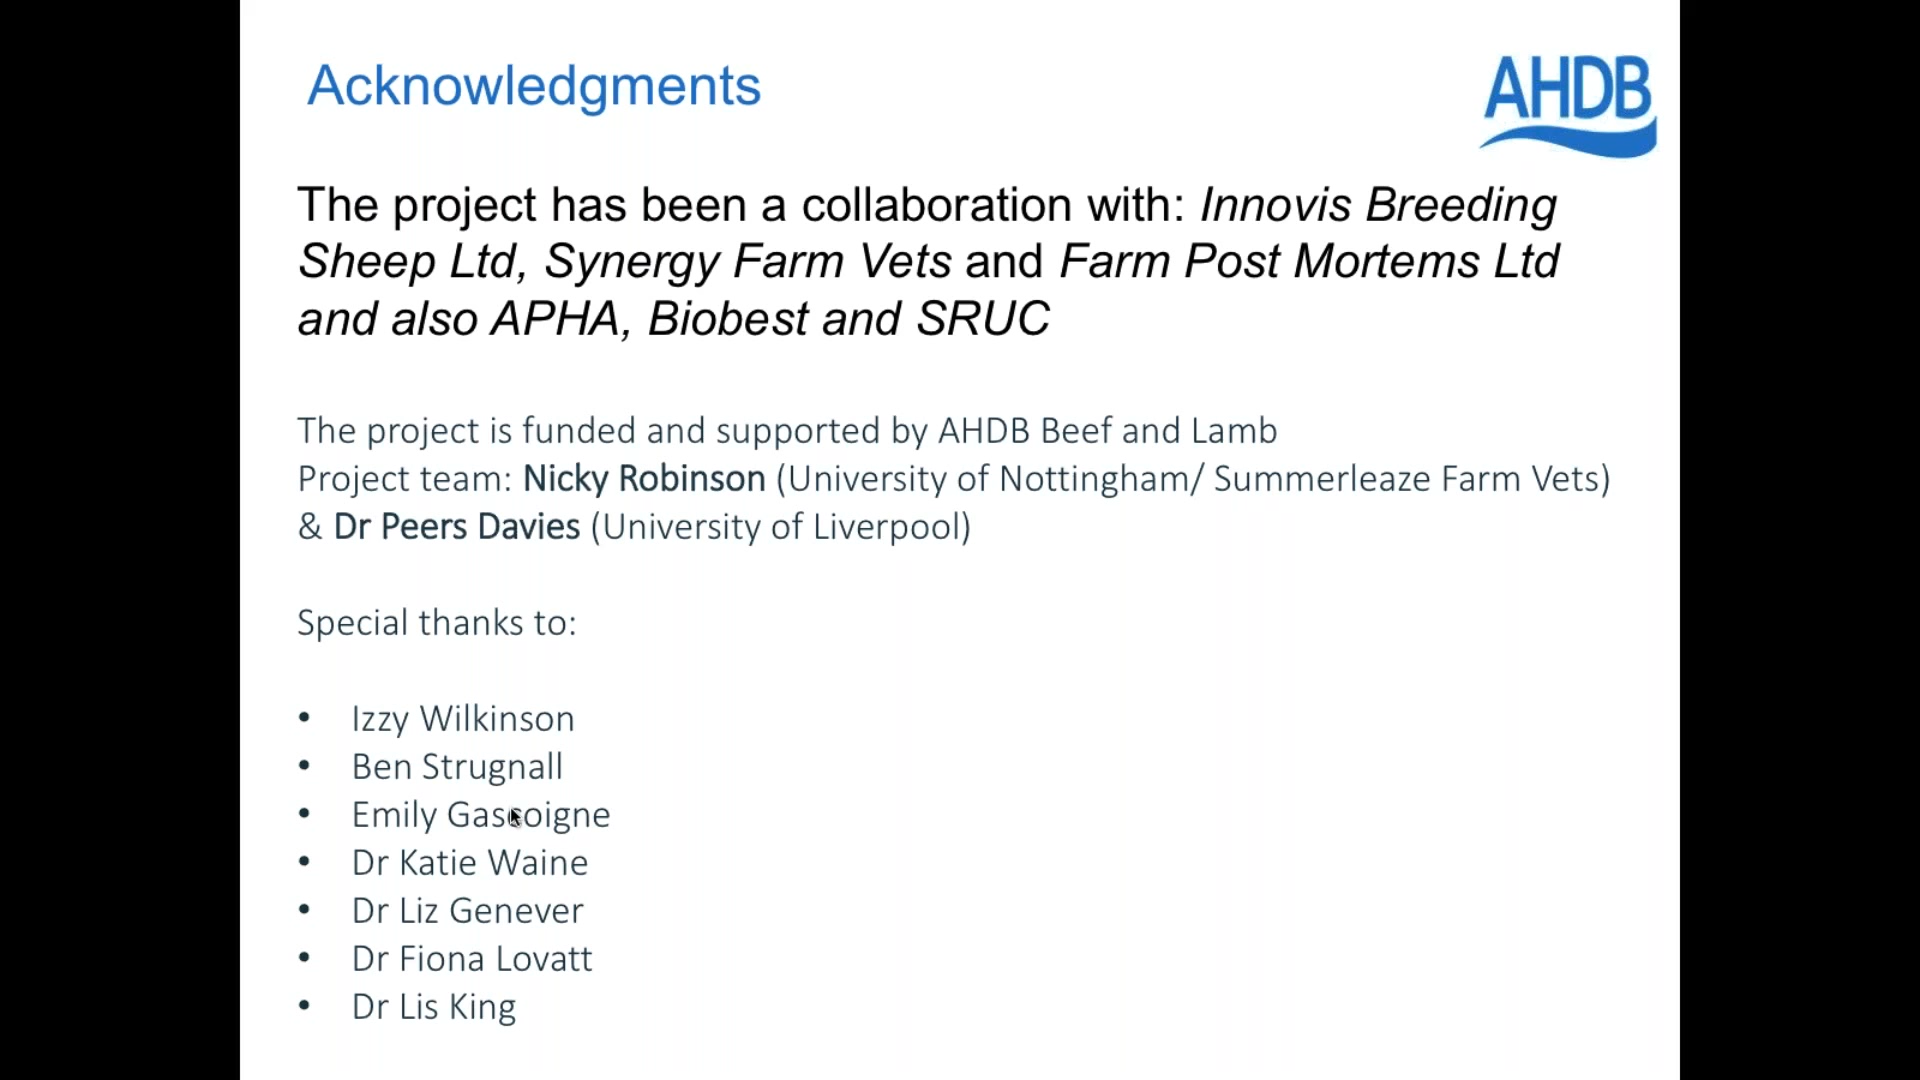 Acknowledgments
AHDB
The project has been a collaboration with: Innovis Breeding
Sheep Ltd, Synergy Farm Vets and Farm Post Mortems Ltd
and also APHA, Biobest and SRUC
The project is funded and supported by AHDB Beef and Lamb
Project team: Nicky Robinson (University of Nottingham/ Summerleaze Farm Vets)
& Dr Peers Davies (University of Liverpool)
Special thanks to:
• Izzy Wilkinson
• Ben Strugnall
• Emily Gascoigne
• Dr Katie Waine
• Dr Liz Genever
• Dr Fiona Lovatt
• Dr Lis King